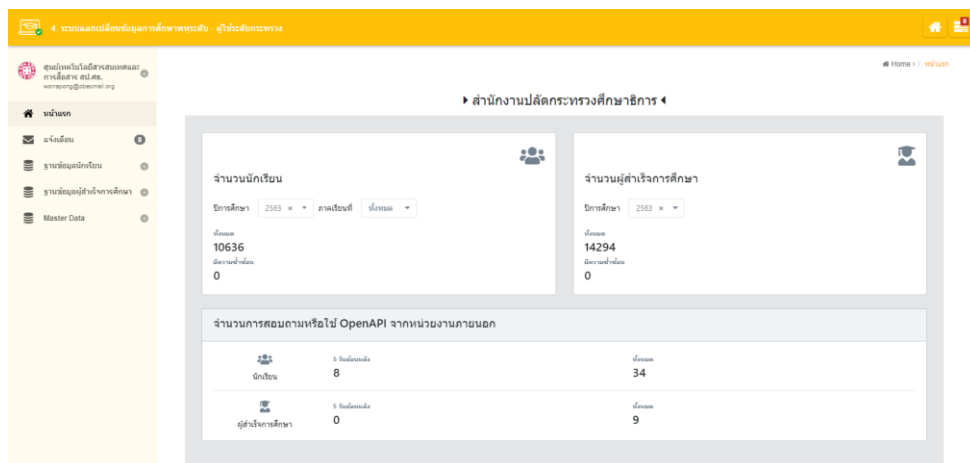 4. ระบบแลกเปลี่ยนข้อมูลการศึกษาพหุระดับ - ผู้ใช้ระดับกระทรวง
ศูนย์เทคโนโลยีสารสนเทศและ
การสื่อสาร สป.ศธ.
worrapong@obecmail.org
Home > / หน้าแรก
หน้าแรก
แจ้งเตือน 0
ฐานข้อมูลนักเรียน
ฐานข้อมูลผู้สำเร็จการศึกษา
Master Data
สำนักงานปลัดกระทรวงศึกษาธิการ
จำนวนนักเรียน
ปีการศึกษา 2563 × ภาคเรียนที่ ทั้งหมด
ทั้งหมด
10636
มีความซ้ำซ้อน
0
จำนวนผู้สำเร็จการศึกษา
ปีการศึกษา 2563 ×
ทั้งหมด
14294
มีความซ้ำซ้อน
0
จำนวนการสอบถามหรือใช้ OpenAPI จากหน่วยงานภายนอก
นักเรียน
5 วันย้อนหลัง
8
ทั้งหมด
34
ผู้สำเร็จการศึกษา
5 วันย้อนหลัง
0
ทั้งหมด
9